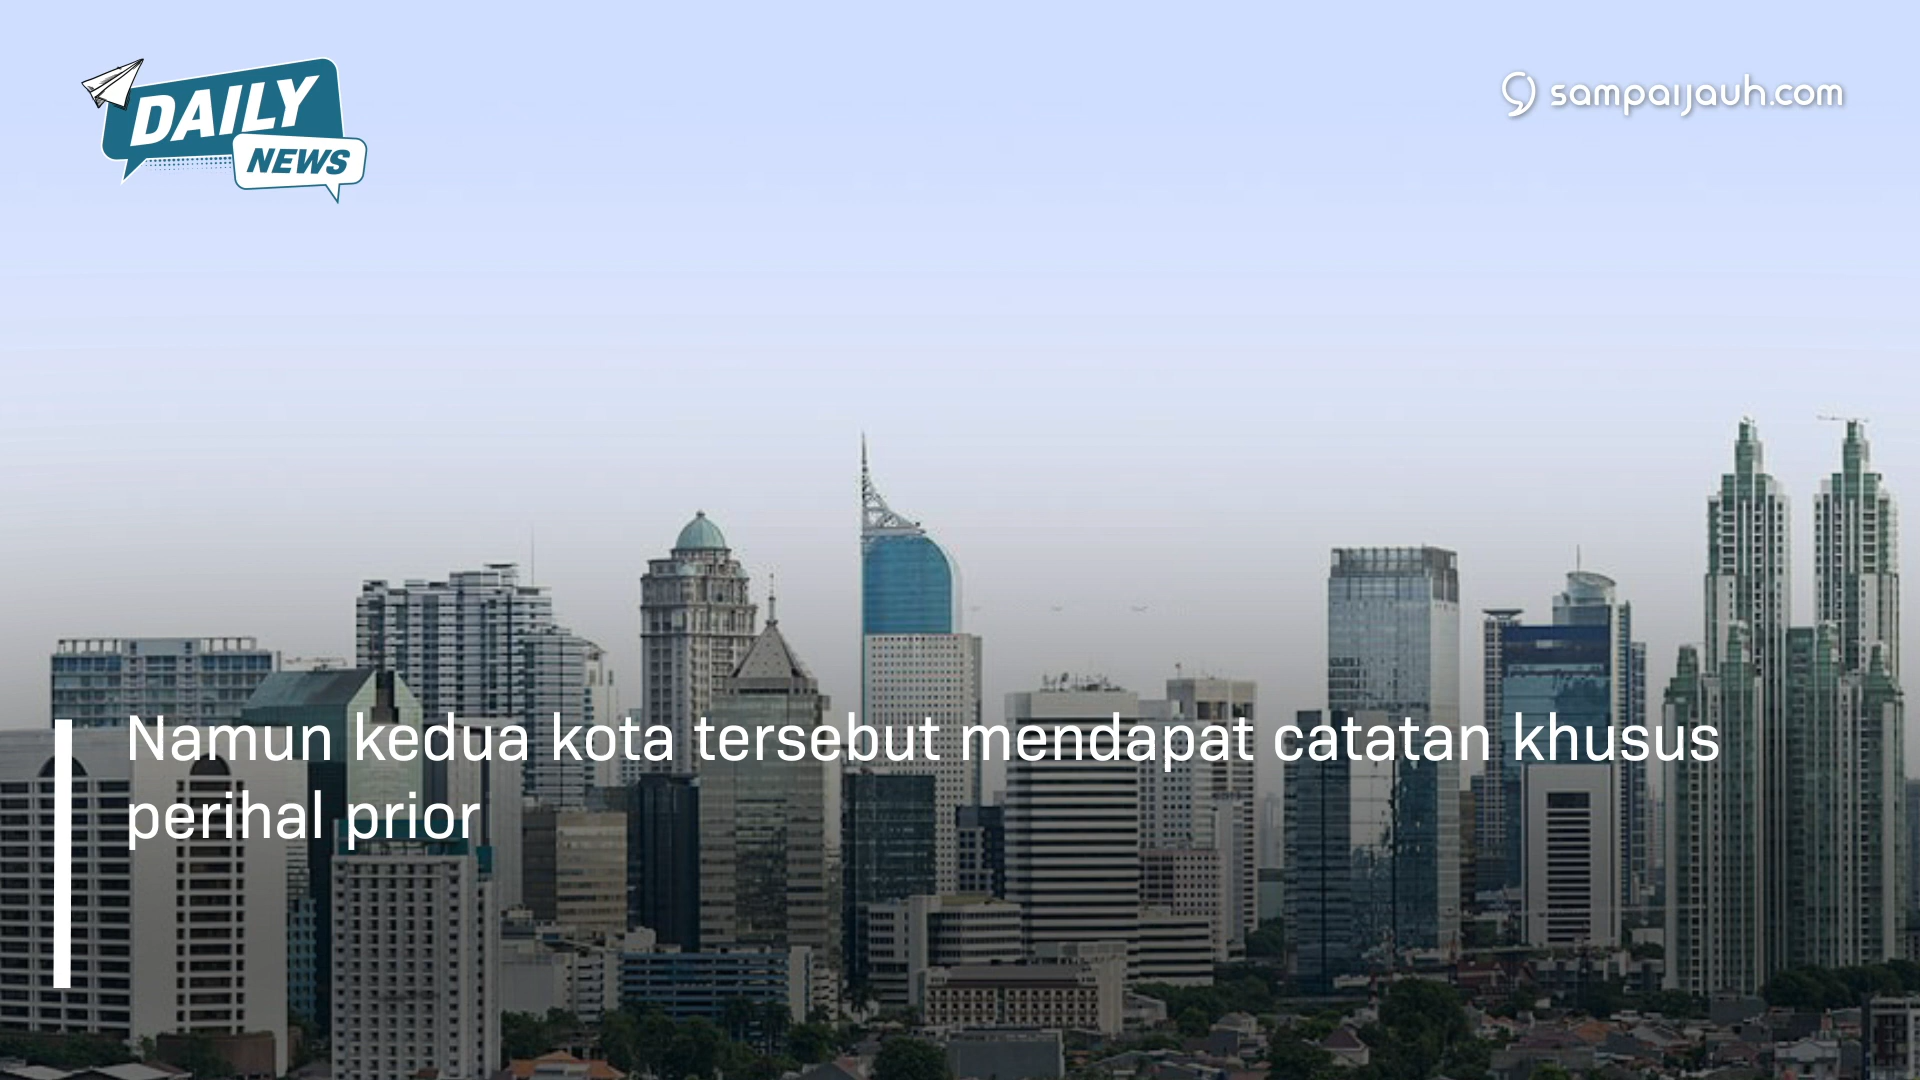 DAILY
NEWS
sampaijauh.com
Namun kedua kota tersebut mendapat catatan khusus
perihal prior